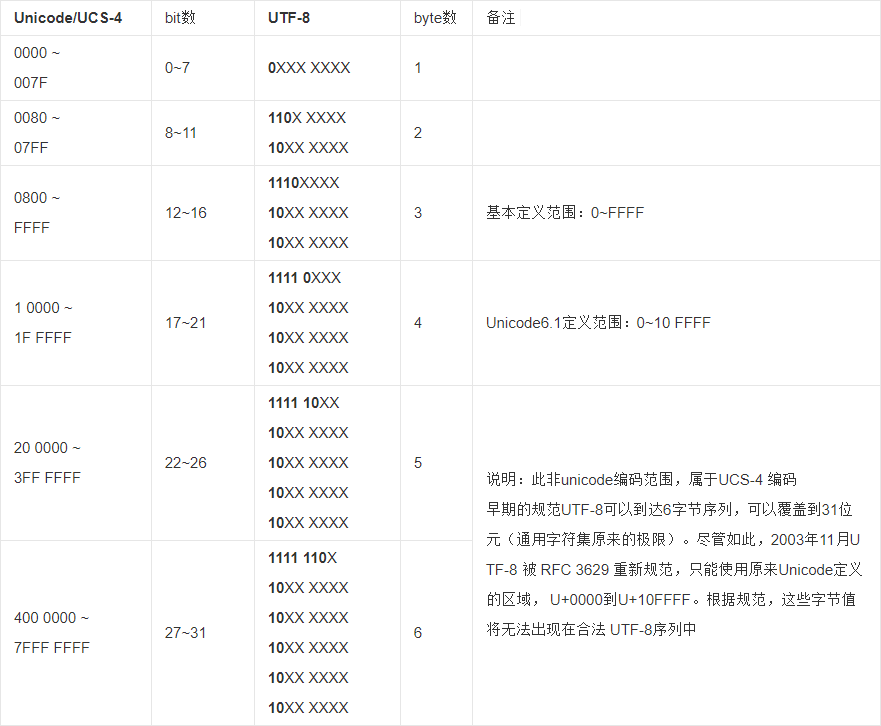 Unicode/UCS-4 bit数 UTF-8 byte数 备注
0000 ~
007F
0~7
0XXX XXXX
1
0080 ~
07FF
8~11
110X XXXX
10XX XXXX
2
0800 ~
FFFF
12~16
1110XXXX
10XX XXXX
10XX XXXX
3
基本定义范围：0~FFFF
1 0000 ~
1F FFFF
17~21
1111 0XXX
10XX XXXX
10XX XXXX
10XX XXXX
4
Unicode6.1定义范围：0~10 FFFF
20 0000 ~
3FF FFFF
22~26
1111 10XX
10XX XXXX
10XX XXXX
10XX XXXX
10XX XXXX
5
说明：此非unicode编码范围，属于UCS-4 编码
早期的规范UTF-8可以到达6字节序列，可以覆盖到31位
元（通用字符集原来的极限）。尽管如此，2003年11月U
TF-8 被 RFC 3629 重新规范，只能使用原来Unicode定义
的区域， U+0000到U+10FFFF。根据规范，这些字节值
将无法出现在合法 UTF-8序列中
400 0000 ~
7FFF FFFF
27~31
1111 110X
10XX XXXX
10XX XXXX
10XX XXXX
10XX XXXX
10XX XXXX
6